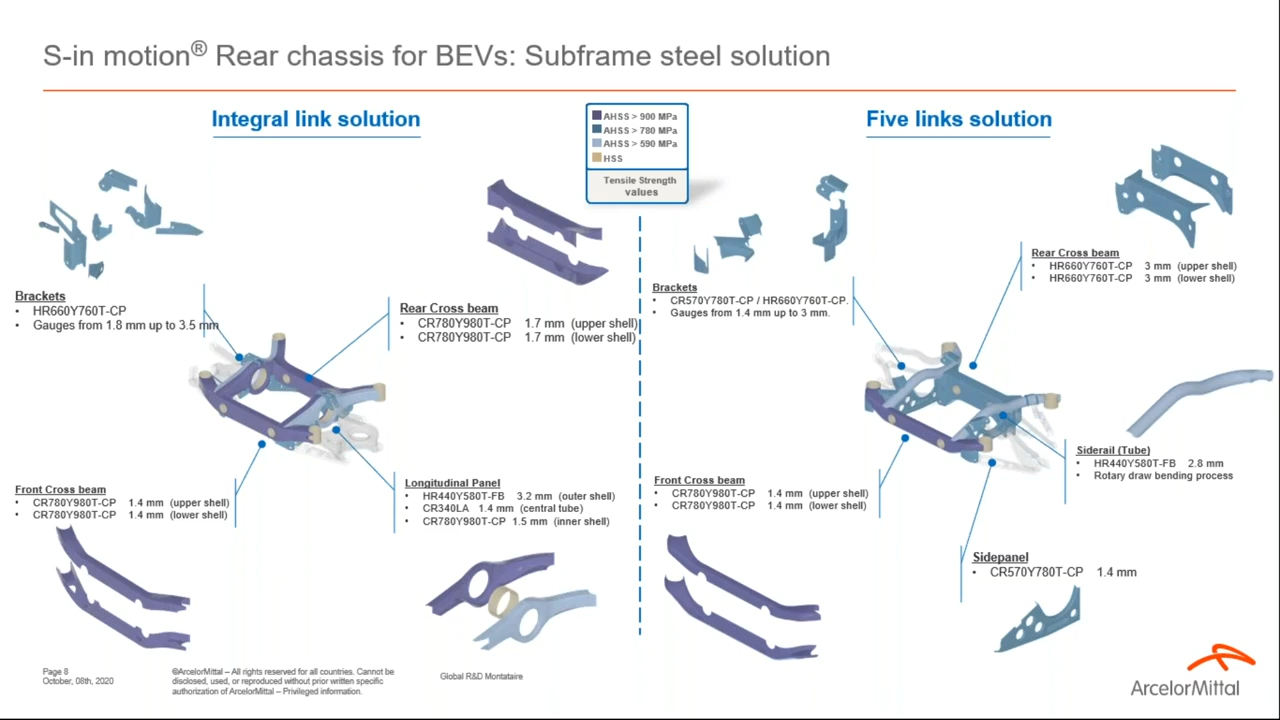 S-in motion® Rear chassis for BEVs: Subframe steel solution
Integral link solution
AHSS > 900 MPa
AHSS > 780 MPa
AHSS > 590 MPa
HSS
Tensile Strength
values
Five links solution
Brackets
• HR660Y760T-CP
• Gauges from 1.8 mm up to 3.5 mm
Rear Cross beam
• CR780Y980T-CP 1.7 mm (upper shell)
• CR780Y980T-CP 1.7 mm (lower shell)
Front Cross beam
• CR780Y980T-CP 1.4 mm (upper shell)
• CR780Y980T-CP 1.4 mm (lower shell)
Longitudinal Panel
• HR440Y580T-FB 3.2 mm (outer shell)
• CR340LA 1.4 mm (central tube)
• CR780Y980T-CP 1.5 mm (inner shell)
Brackets
• CR570Y780T-CP / HR660Y760T-CP.
• Gauges from 1.4 mm up to 3 mm.
Rear Cross beam
• HR660Y760T-CP 3 mm (upper shell)
• HR660Y760T-CP 3 mm (lower shell)
Siderail (Tube)
• HR440Y580T-FB 2.8 mm
• Rotary draw bending process
Front Cross beam
• CR780Y980T-CP 1.4 mm (upper shell)
• CR780Y980T-CP 1.4 mm (lower shell)
Sidepanel
• CR570Y780T-CP 1.4 mm
Page 8
October, 08th, 2020
©ArcelorMittal – All rights reserved for all countries. Cannot be
disclosed, used, or reproduced without prior written specific
authorization of ArcelorMittal – Privileged information.
Global R&D Montataire
ArcelorMittal